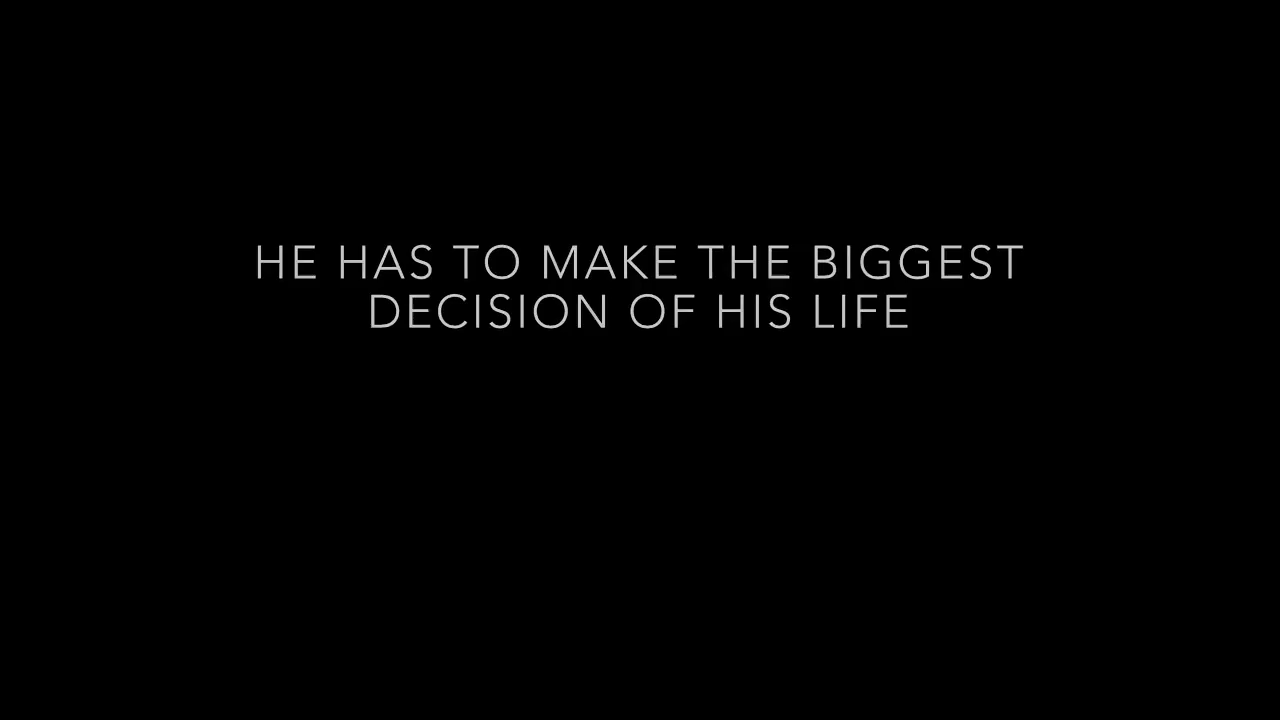 HE HAS TO MAKE THE BIGGEST
DECISION OF HIS LIFE